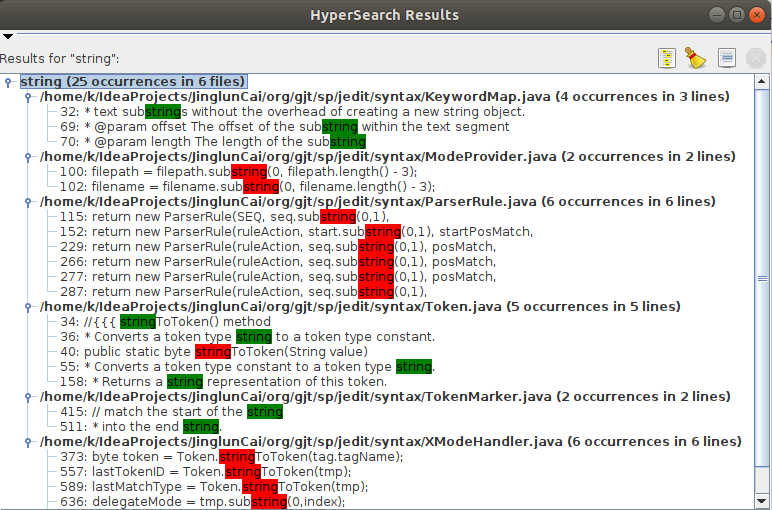 HyperSearch Results
Results for "string":
string (25 occurrences in 6 files)
/home/k/IdeaProjects/JinglunCai/org/gjt/sp/jedit/syntax/KeywordMap.java (4 occurrences in 3 lines)
32: * text substrings without the overhead of creating a new string object.
69: * @param offset The offset of the substring within the text segment
70: * @param length The length of the substring
/home/k/IdeaProjects/JinglunCai/org/gjt/sp/jedit/syntax/ModeProvider.java (2 occurrences in 2 lines)
100: filepath = filepath.substring(0, filepath.length() - 3);
102: filename = filename.substring(0, filename.length() - 3);
/home/k/IdeaProjects/JinglunCai/org/gjt/sp/jedit/syntax/ParserRule.java (6 occurrences in 6 lines)
115: return new ParserRule(SEQ, seq.substring(0,1),
152: return new ParserRule(ruleAction, start.substring(0,1), startPosMatch,
229: return new ParserRule(ruleAction, seq.substring(0,1), posMatch,
266: return new ParserRule(ruleAction, seq.substring(0,1), posMatch,
277: return new ParserRule(ruleAction, seq.substring(0,1), posMatch,
287: return new ParserRule(ruleAction, seq.substring(0,1),
/home/k/IdeaProjects/JinglunCai/org/gjt/sp/jedit/syntax/Token.java (5 occurrences in 5 lines)
34: //{{{ stringToToken() method
36: * Converts a token type string to a token type constant.
40: public static byte stringToToken(String value)
55: * Converts a token type constant to a token type string.
158: * Returns a string representation of this token.
/home/k/IdeaProjects/JinglunCai/org/gjt/sp/jedit/syntax/TokenMarker.java (2 occurrences in 2 lines)
415: // match the start of the string
511: * into the end string.
/home/k/IdeaProjects/JinglunCai/org/gjt/sp/jedit/syntax/XModeHandler.java (6 occurrences in 6 lines)
373: byte token = Token.stringToToken(tag.tagName);
557: lastTokenID = Token.stringToToken(tmp);
589: lastMatchType = Token.stringToToken(tmp);
636: delegateMode = tmp.substring(0,index);